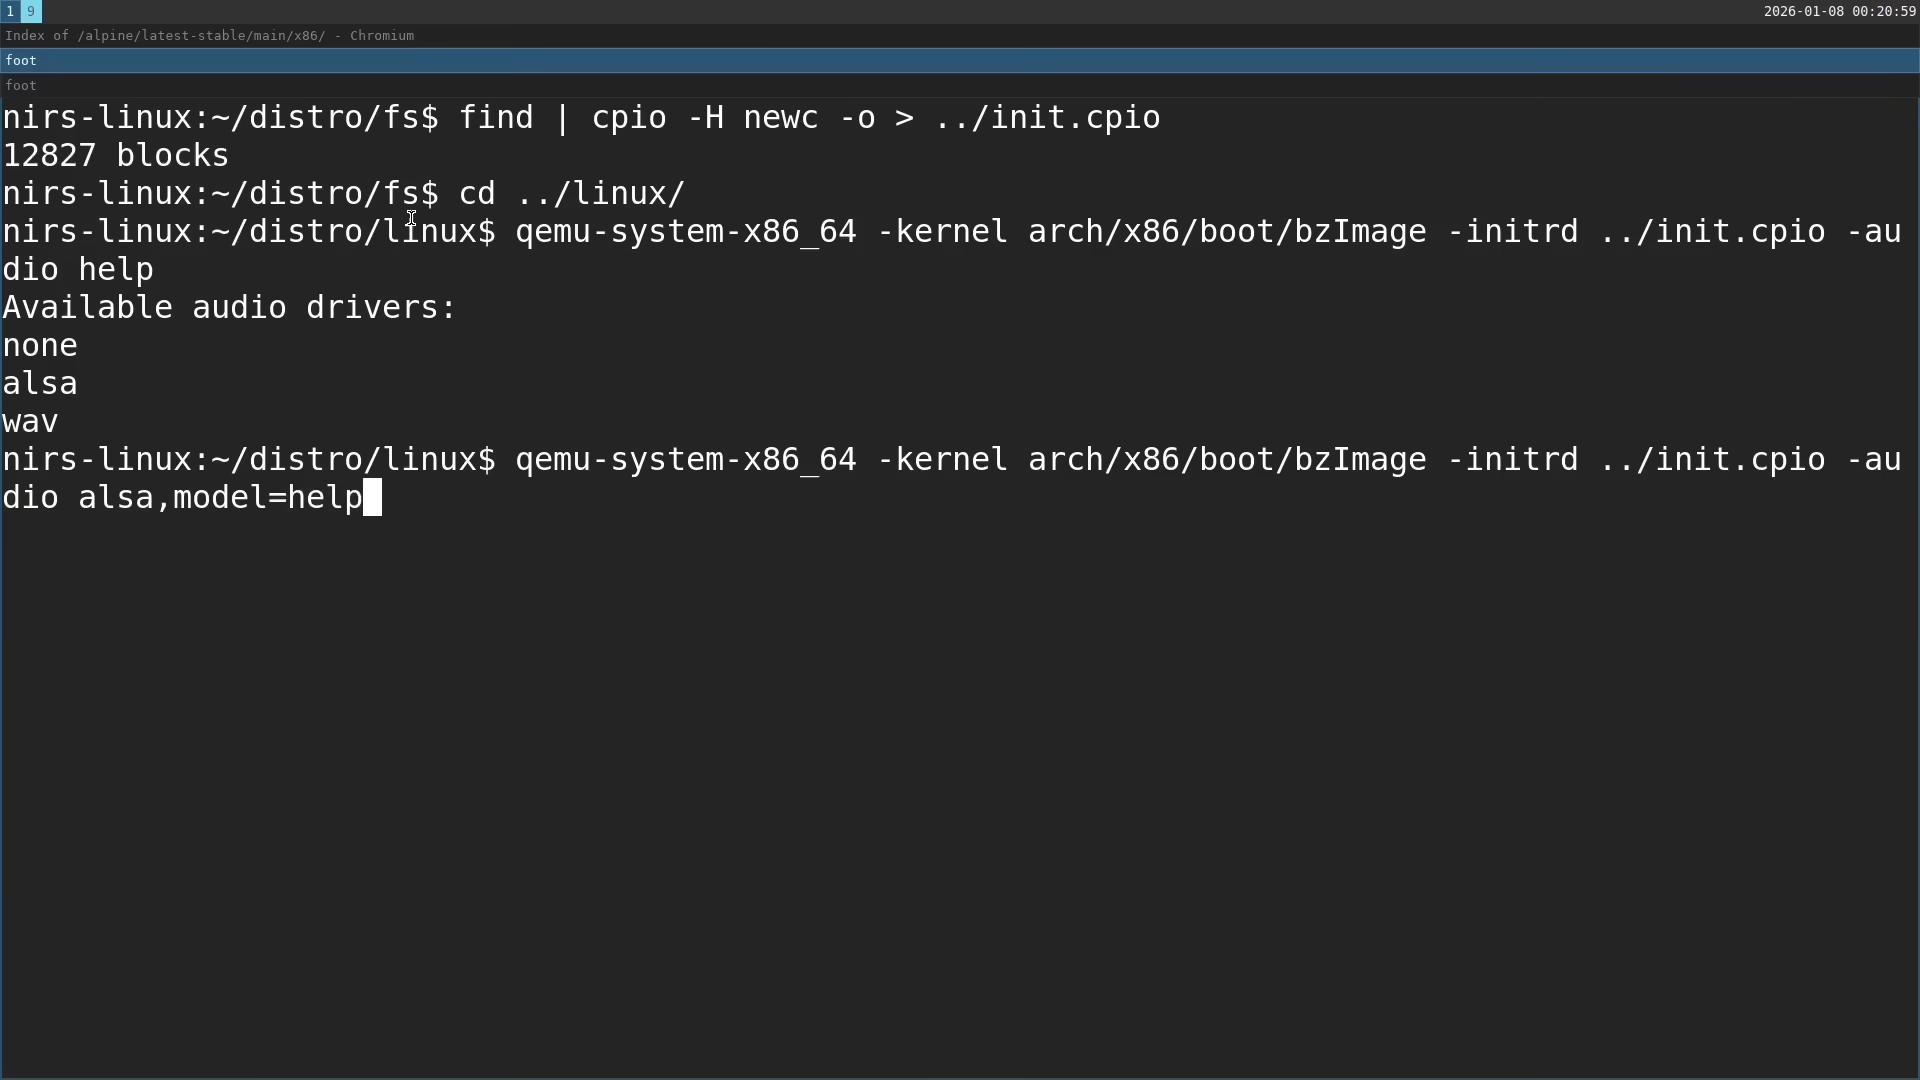 1 9 2026-01-08 00:20:59
Index of /alpine/latest-stable/main/x86/ - Chromium
foot
foot
nirs-linux:~/distro/fs$ find | cpio -H newc -o > ../init.cpio
12827 blocks
nirs-linux:~/distro/fs$ cd ../linux/
nirs-linux:~/distro/linux$ qemu-system-x86_64 -kernel arch/x86/boot/bzImage -initrd ../init.cpio -au
dio help
Available audio drivers:
none
alsa
wav
nirs-linux:~/distro/linux$ qemu-system-x86_64 -kernel arch/x86/boot/bzImage -initrd ../init.cpio -au
dio alsa,model=help